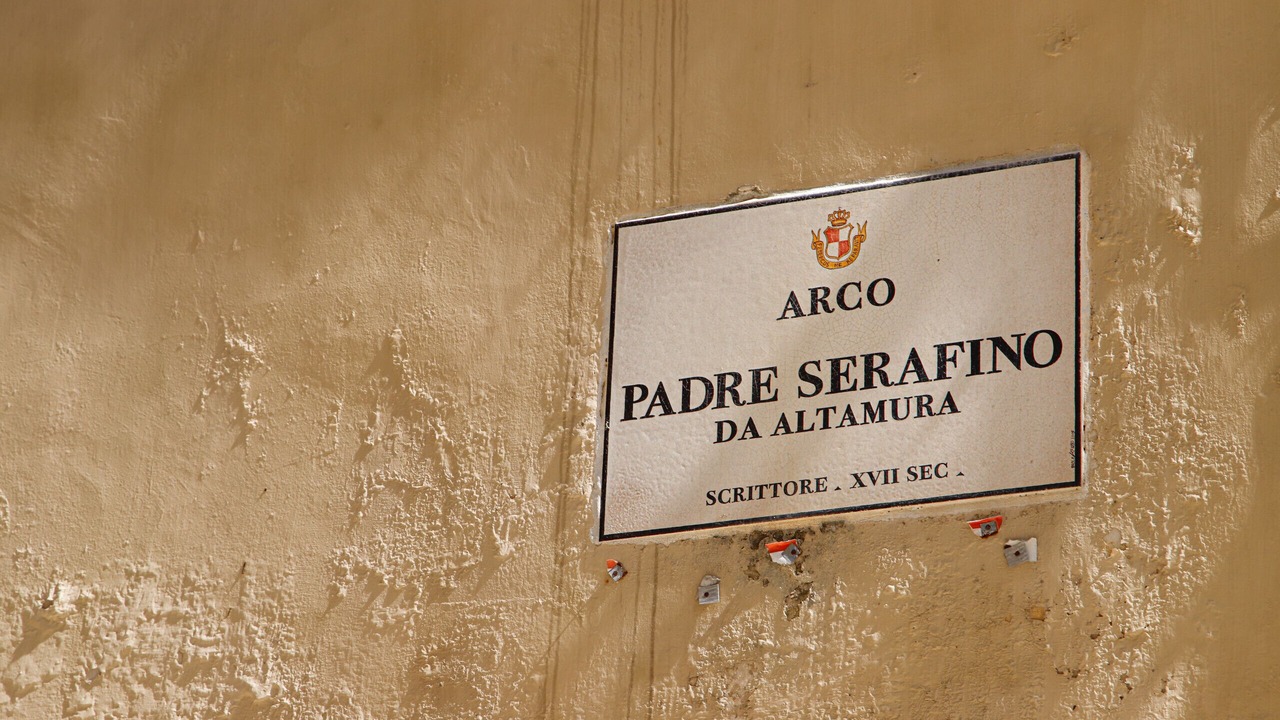 ARCO
PADRE SERAFINO
DA ALTAMURA
SCRITTORE . XVII SEC .